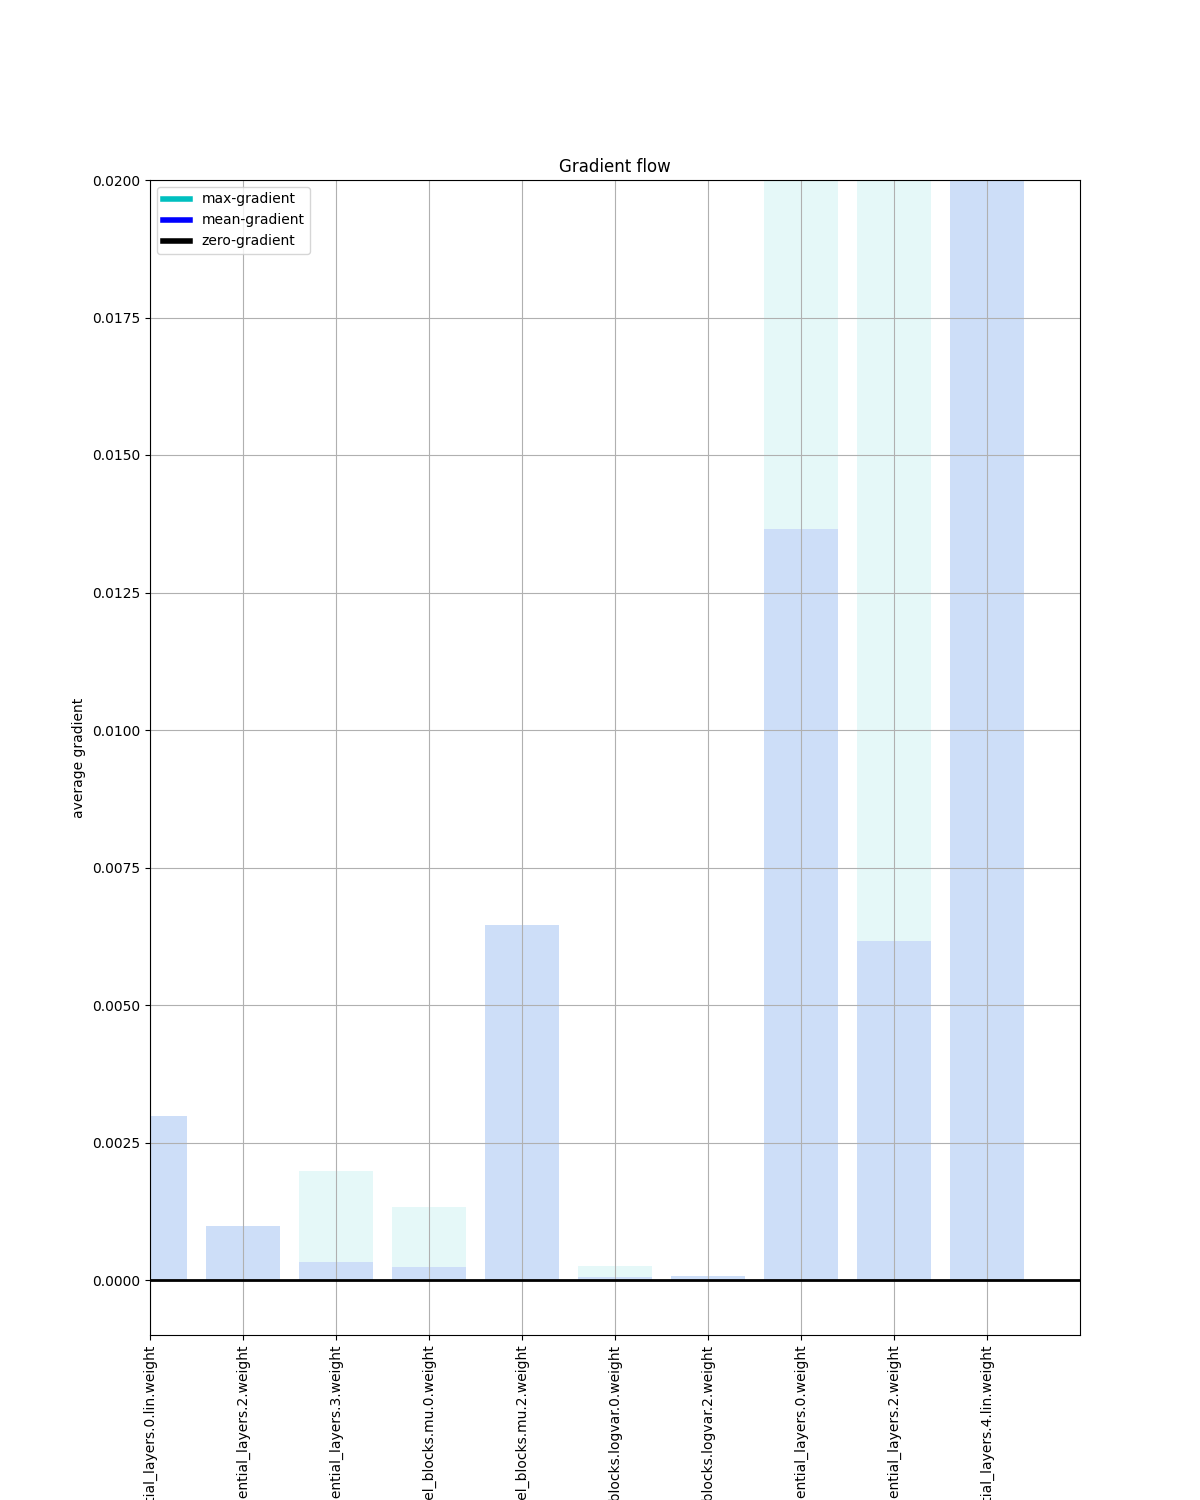 Gradient flow
max-gradient
mean-gradient
zero-gradient
0.0200
0.0175
0.0150
0.0125
0.0100
0.0075
0.0050
0.0025
0.0000
average gradient
tial_layers.0.lin.weight
ential_layers.2.weight
ential_layers.3.weight
el_blocks.mu.0.weight
el_blocks.mu.2.weight
blocks.logvar.0.weight
blocks.logvar.2.weight
ential_layers.0.weight
ential_layers.2.weight
tial_layers.4.lin.weight